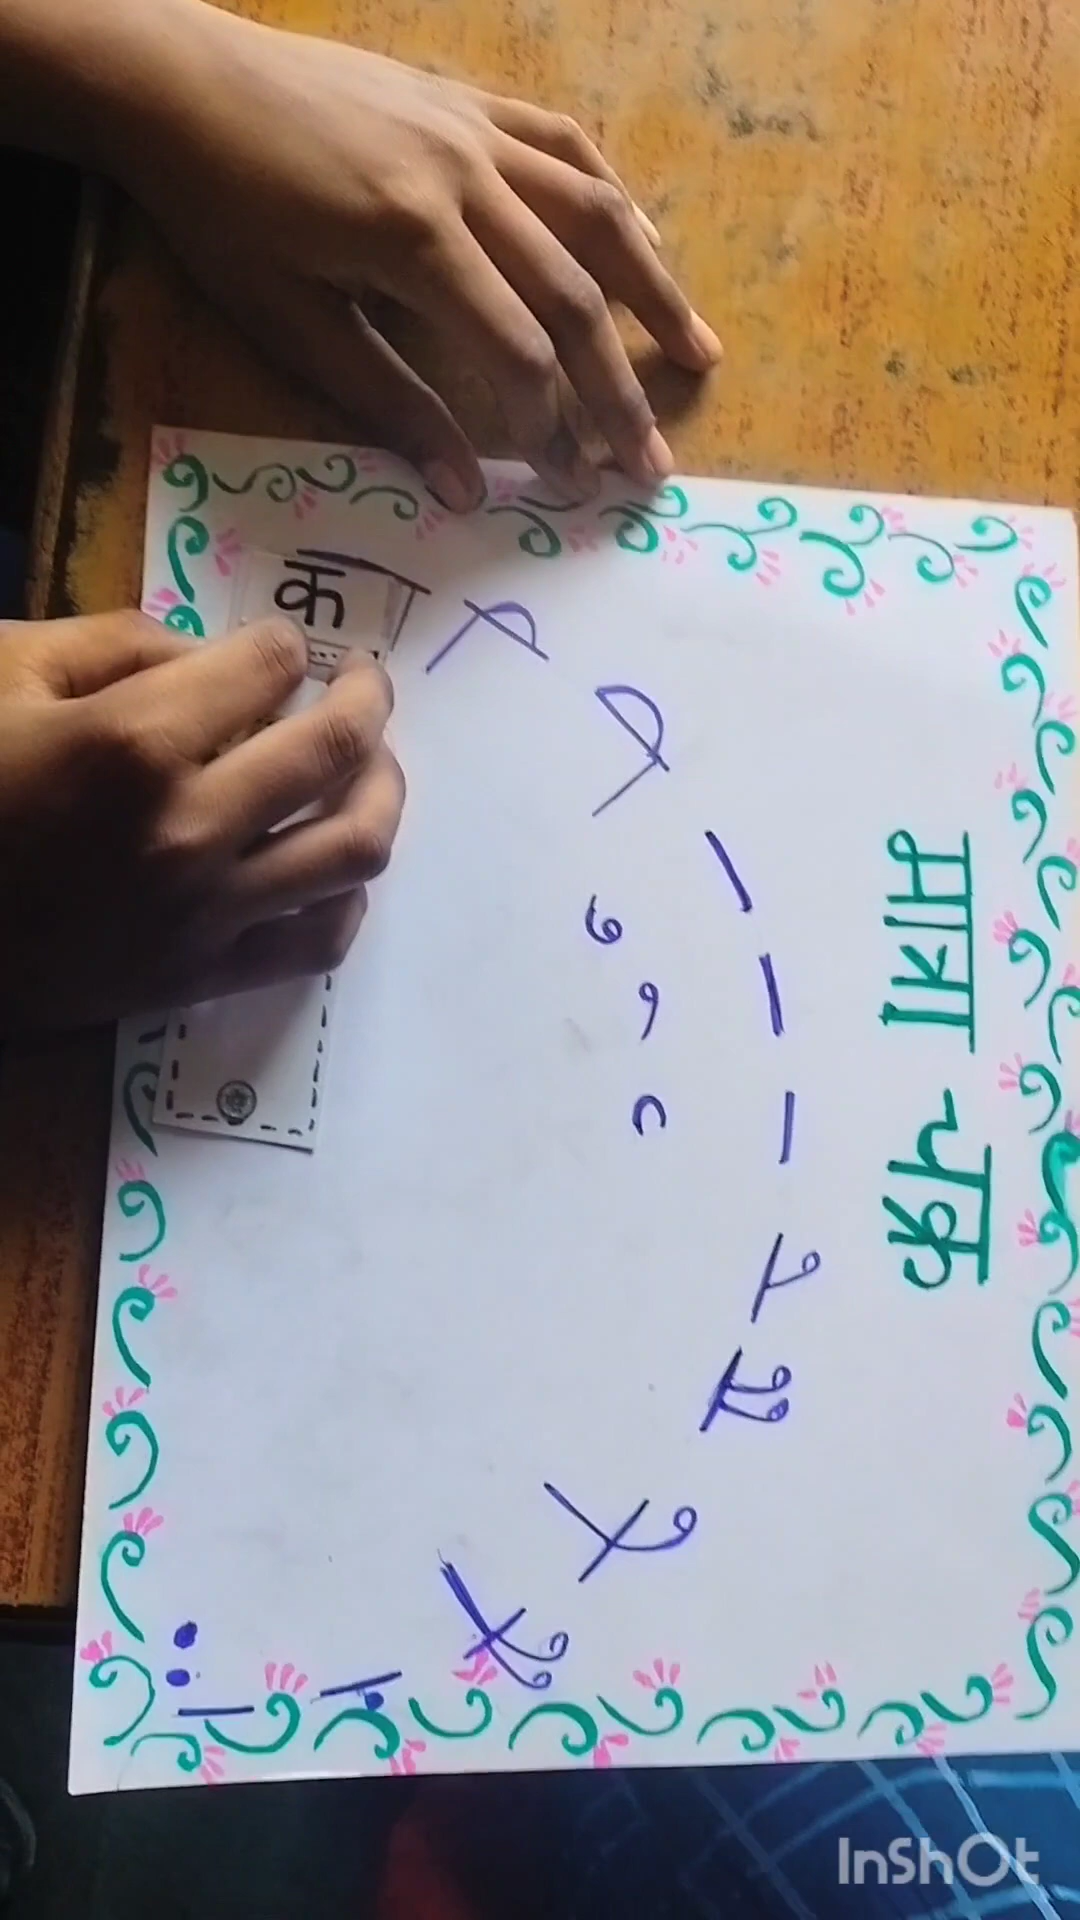 मात्रा चक्र
क
ा ि ी ु ू ृ े ै ो ौ ं ः
InShOt